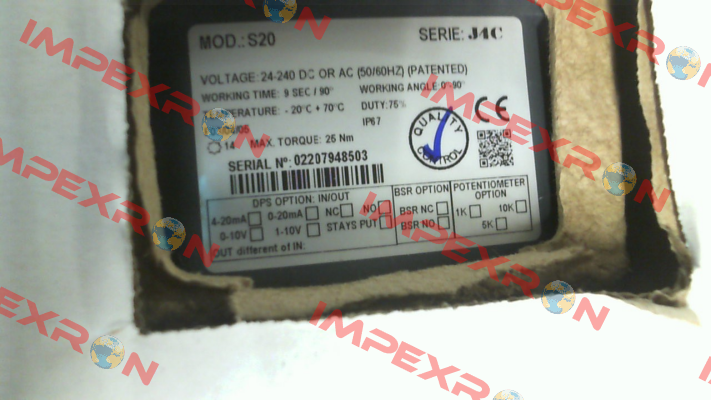 MOD.: S20 SERIE: J4C
VOLTAGE: 24-240 DC OR AC (50/60HZ) (PATENTED)
WORKING TIME: 9 SEC / 90° WORKING ANGLE 0°-90°
TEMPERATURE: - 20°C + 70°C DUTY:75%
IP67
14 MAX. TORQUE: 25 Nm
QUALITY CONTROL
CE
SERIAL Nº: 02207948503
DPS OPTION: IN/OUT BSR OPTION POTENTIOMETER OPTION
4-20mA 0-20mA NC NO BSR NC 1K 10K
0-10V 1-10V STAYS PUT BSR NO 5K
OUT different of IN:
IMPEXRON
IMPEXRON
IMPEXRON
IMPEXRON
IMPEXRON
IMPEXRON
IMPEXRON